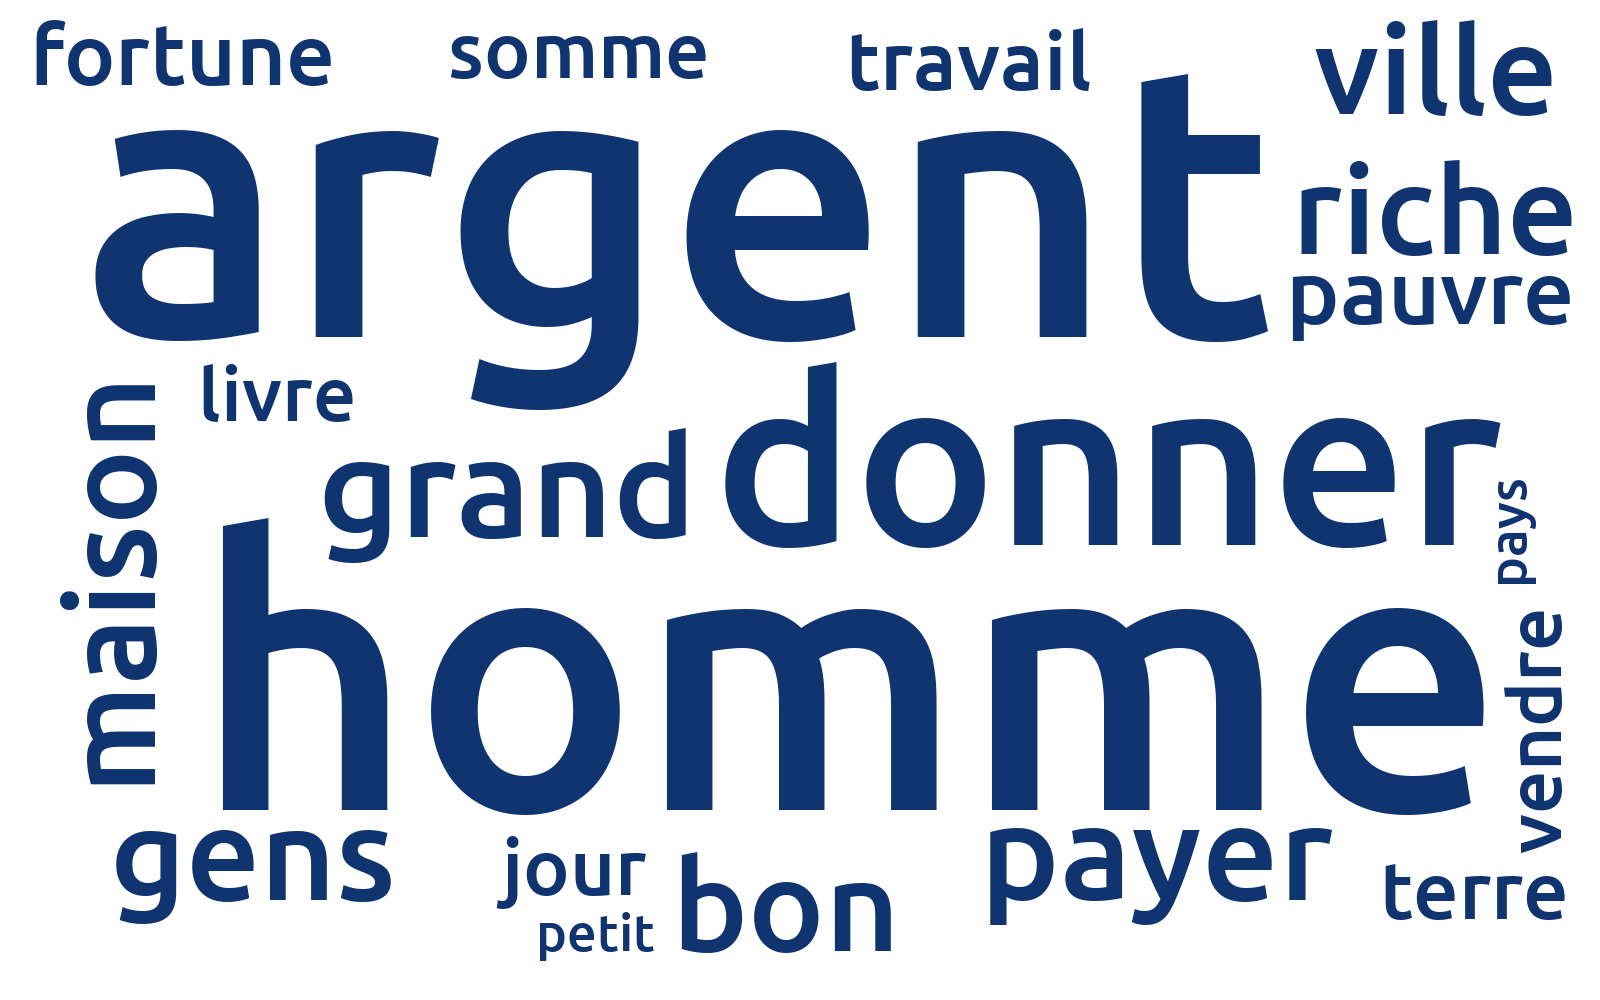 fortune
somme
travail
ville
argent
riche
pauvre
livre
maison
grand
donner
pays
homme
vendre
gens
jour
petit
bon
payer
terre